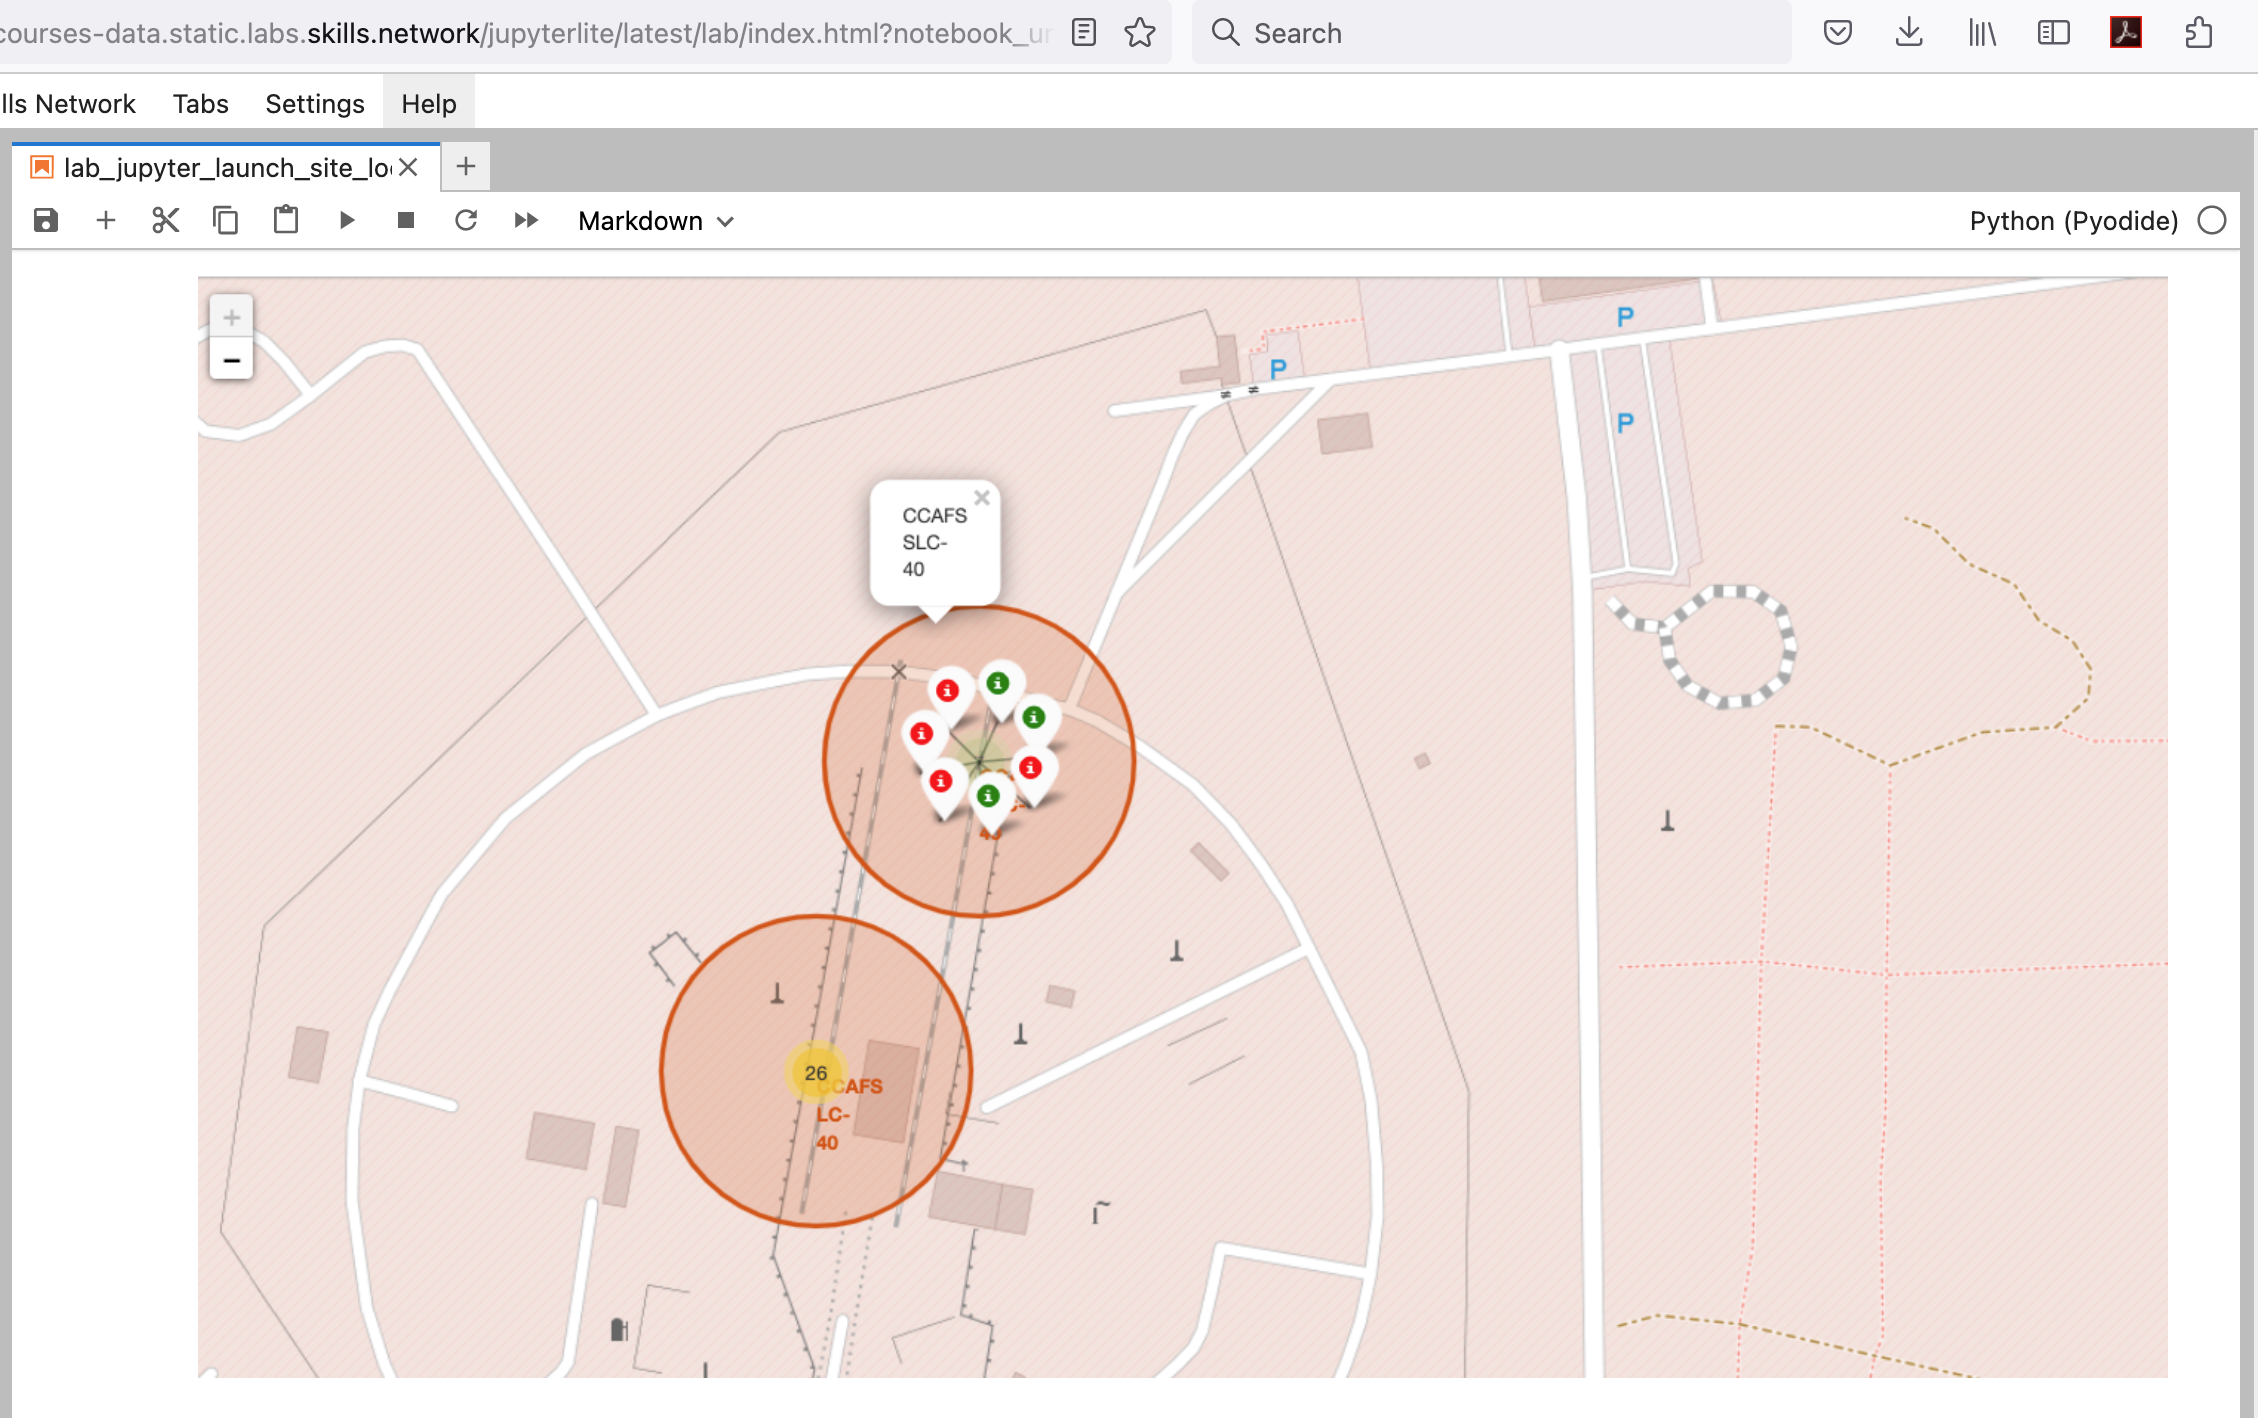 courses-data.static.labs.skills.network/jupyterlite/latest/lab/index.html?notebook_ur
Search
lls Network Tabs Settings Help
lab_jupyter_launch_site_lo
Markdown
Python (Pyodide)
+
−
P
P
P
CCAFS
SLC-
40
40
26
CCAFS
LC-
40